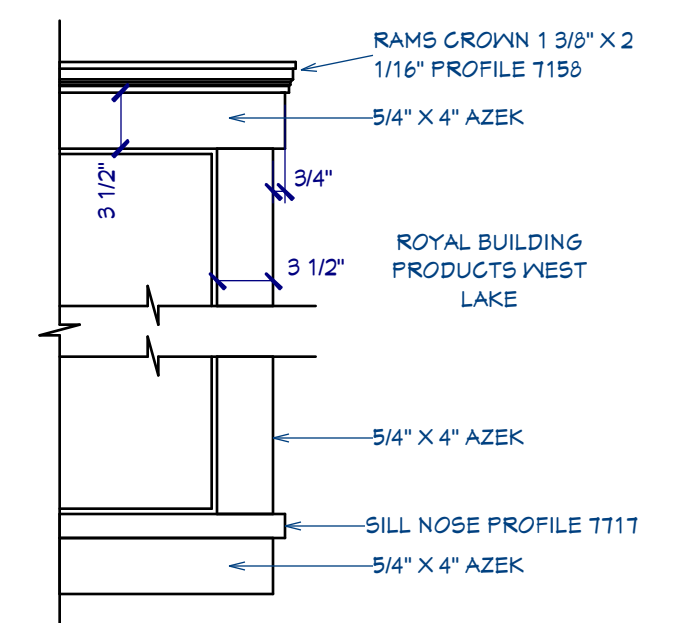 RAMS CROWN 1 3/8" X 2
1/16" PROFILE 7158
5/4" X 4" AZEK
3 1/2"
3/4"
ROYAL BUILDING
PRODUCTS WEST
LAKE
3 1/2"
5/4" X 4" AZEK
SILL NOSE PROFILE 7717
5/4" X 4" AZEK